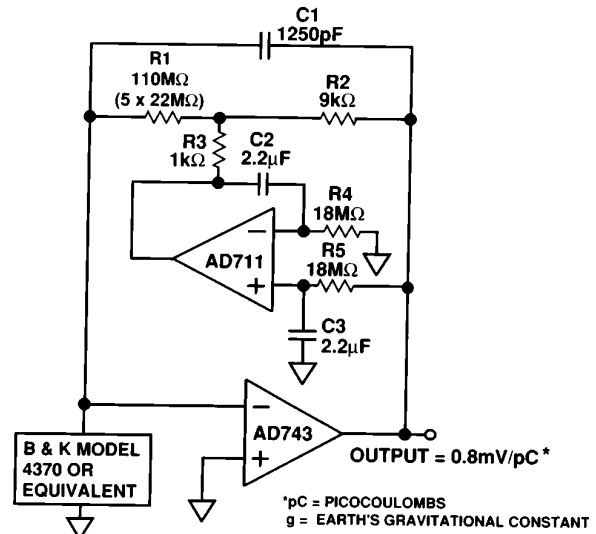 C1
1250pF
R1
110MΩ
(5 x 22MΩ)
R2
9kΩ
R3
1kΩ
C2
2.2µF
R4
18MΩ
–
AD711
+
R5
18MΩ
C3
2.2µF
–
AD743
+
B & K MODEL
4370 OR
EQUIVALENT
OUTPUT = 0.8mV/pC*
*pC = PICOCOULOMBS
g = EARTH'S GRAVITATIONAL CONSTANT